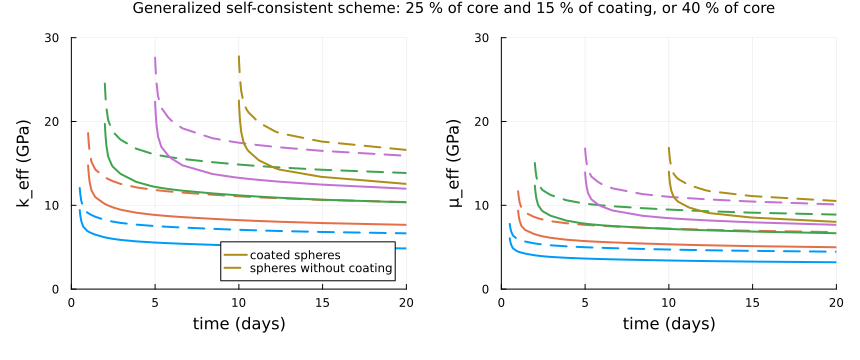 Generalized self-consistent scheme: 25 % of core and 15 % of coating, or 40 % of core
k_eff (GPa)
30
20
10
0
0 5 10 15 20
time (days)
coated spheres
spheres without coating
μ_eff (GPa)
30
20
10
0
0 5 10 15 20
time (days)